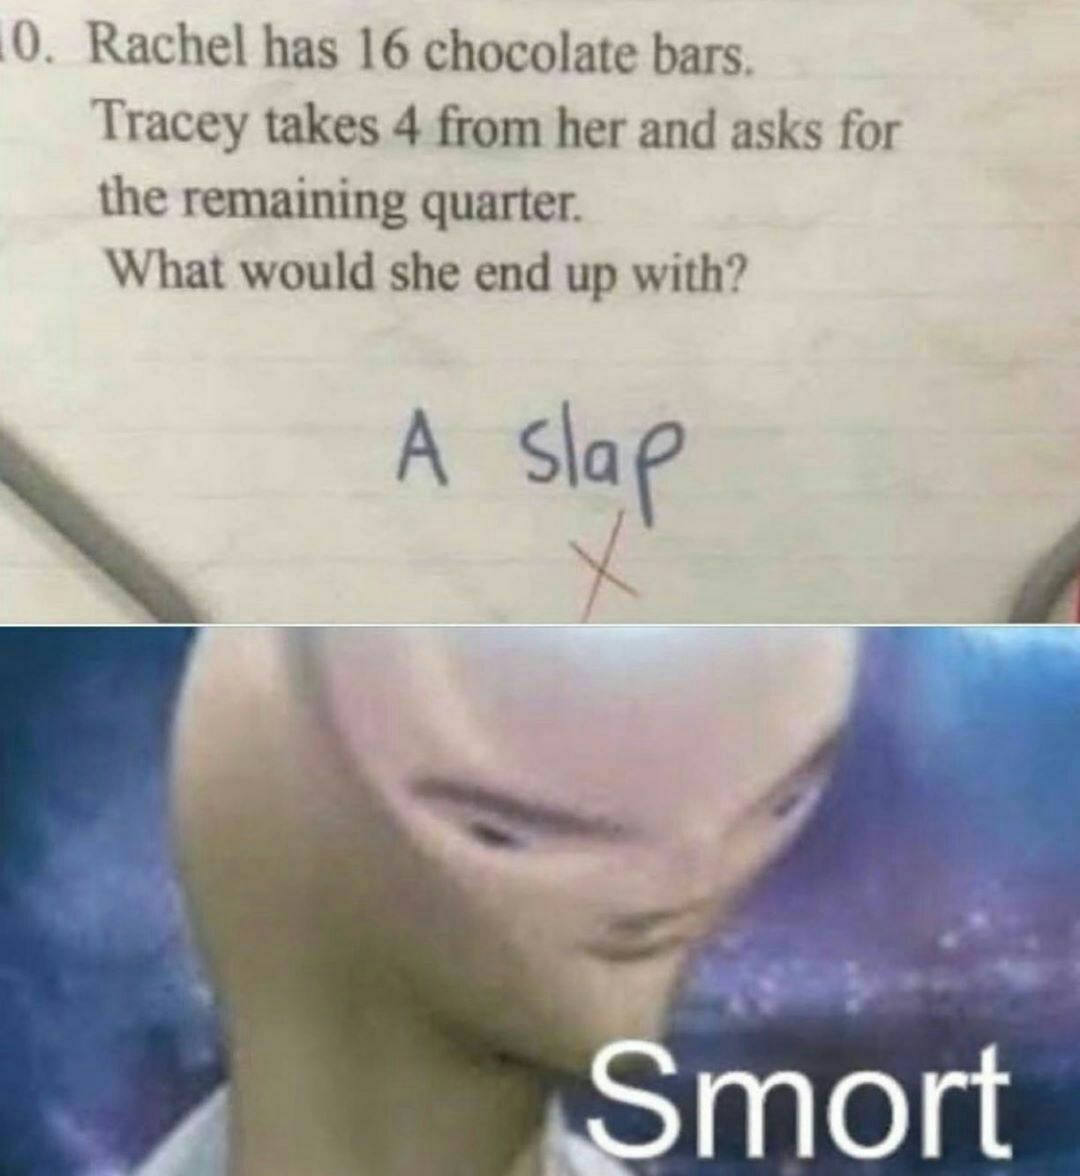 10. Rachel has 16 chocolate bars.
Tracey takes 4 from her and asks for
the remaining quarter.
What would she end up with?
A slap
Smort